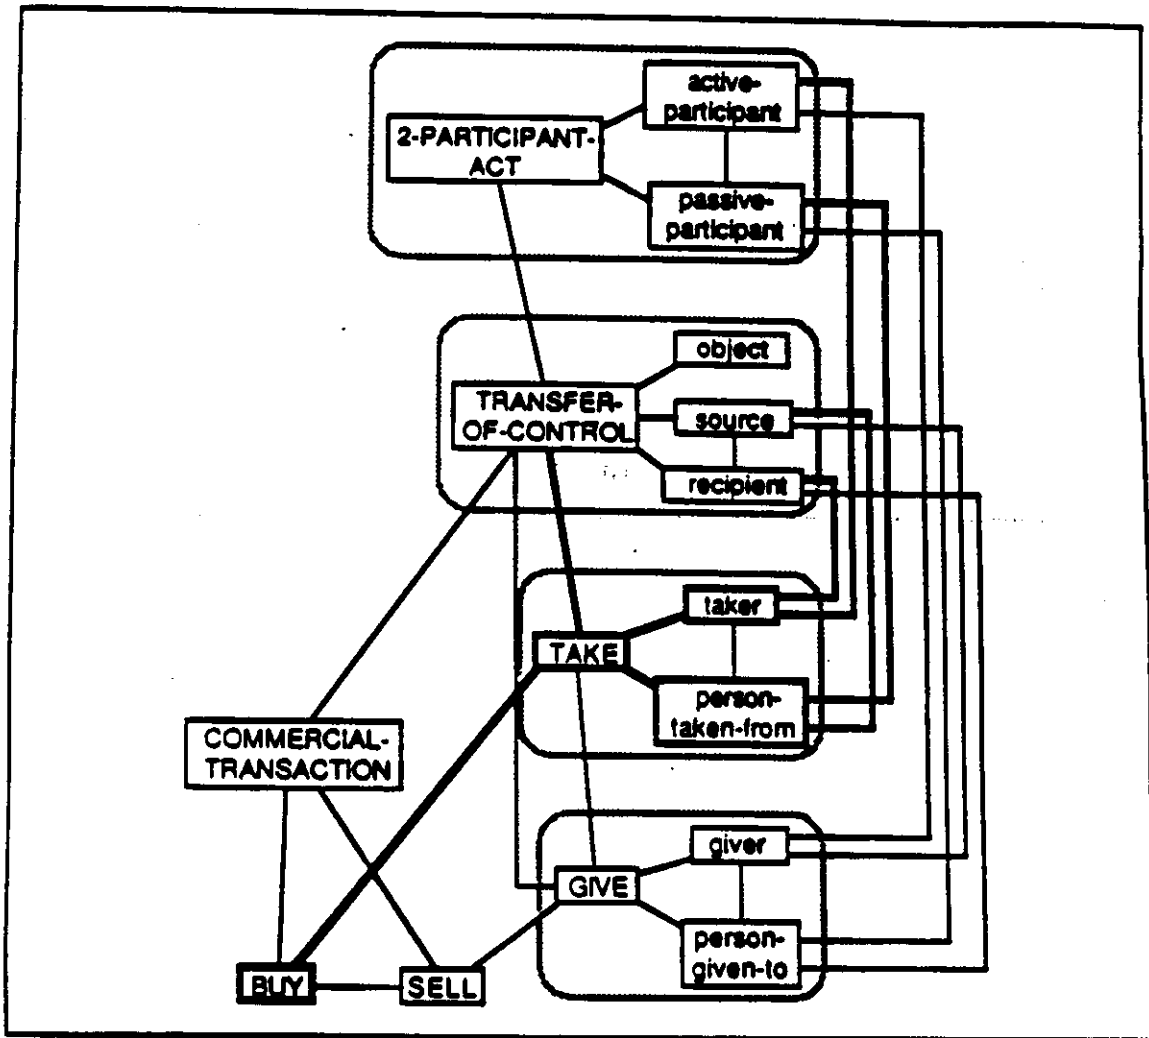 active-
participant
2-PARTICIPANT-
ACT
passive-
participant
object
TRANSFER-
OF-CONTROL
source
recipient
taker
TAKE
person-
taken-from
COMMERCIAL-
TRANSACTION
giver
GIVE
person-
given-to
BUY
SELL